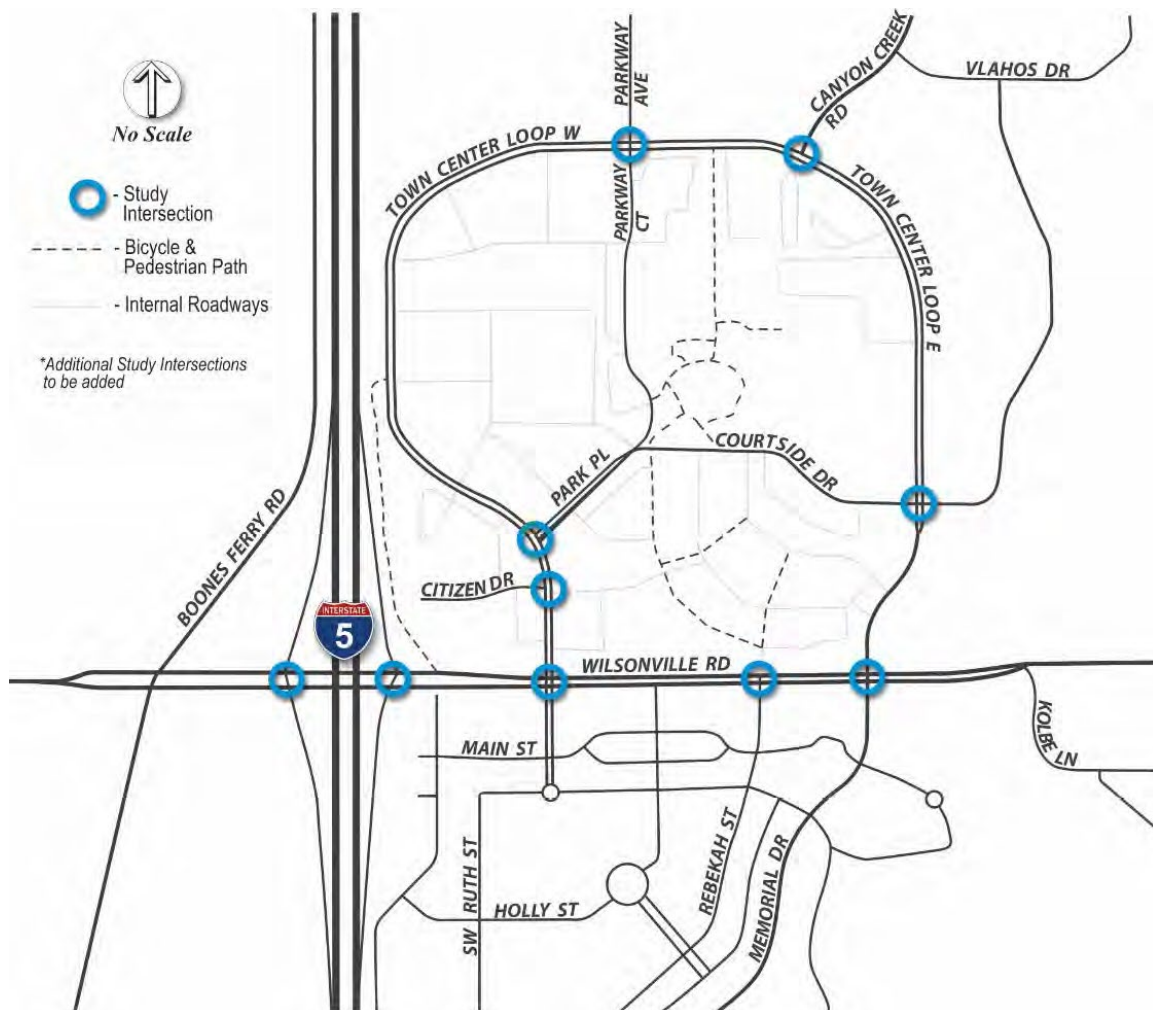 No Scale
- Study
Intersection
- Bicycle &
Pedestrian Path
- Internal Roadways
*Additional Study Intersections
to be added
PARKWAY
AVE
CANYON CREEK
RD
VLAHOS DR
TOWN CENTER LOOP W
PARKWAY
CT
TOWN CENTER LOOP E
COURTSIDE DR
PARK PL
BOONES FERRY RD
CITIZEN DR
INTERSTATE
5
WILSONVILLE RD
KOLBE LN
MAIN ST
SW RUTH ST
REBEKAH ST
MEMORIAL DR
HOLLY ST